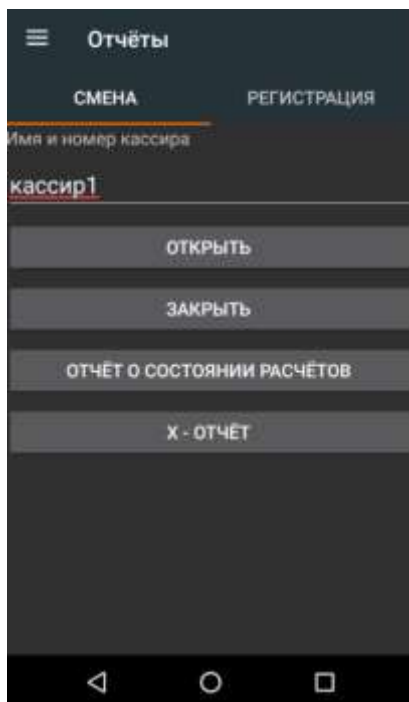 Отчёты
СМЕНА
РЕГИСТРАЦИЯ
Имя и номер кассира
кассир1
ОТКРЫТЬ
ЗАКРЫТЬ
ОТЧЁТ О СОСТОЯНИИ РАСЧЁТОВ
Х - ОТЧЁТ